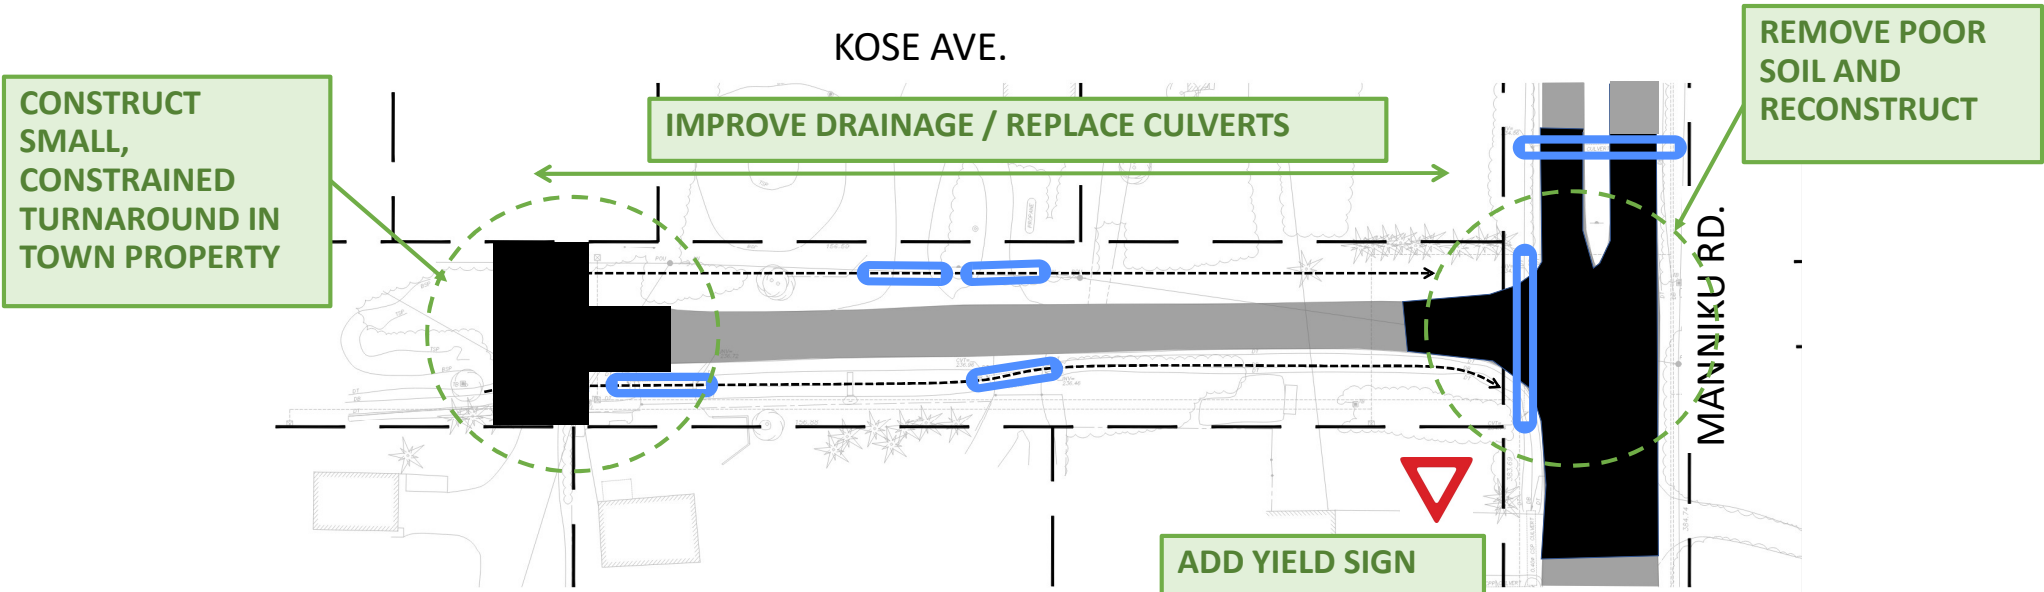 KOSE AVE.
REMOVE POOR
SOIL AND
RECONSTRUCT
CONSTRUCT
SMALL,
CONSTRAINED
TURNAROUND IN
TOWN PROPERTY
IMPROVE DRAINAGE / REPLACE CULVERTS
MANNIKU RD.
ADD YIELD SIGN